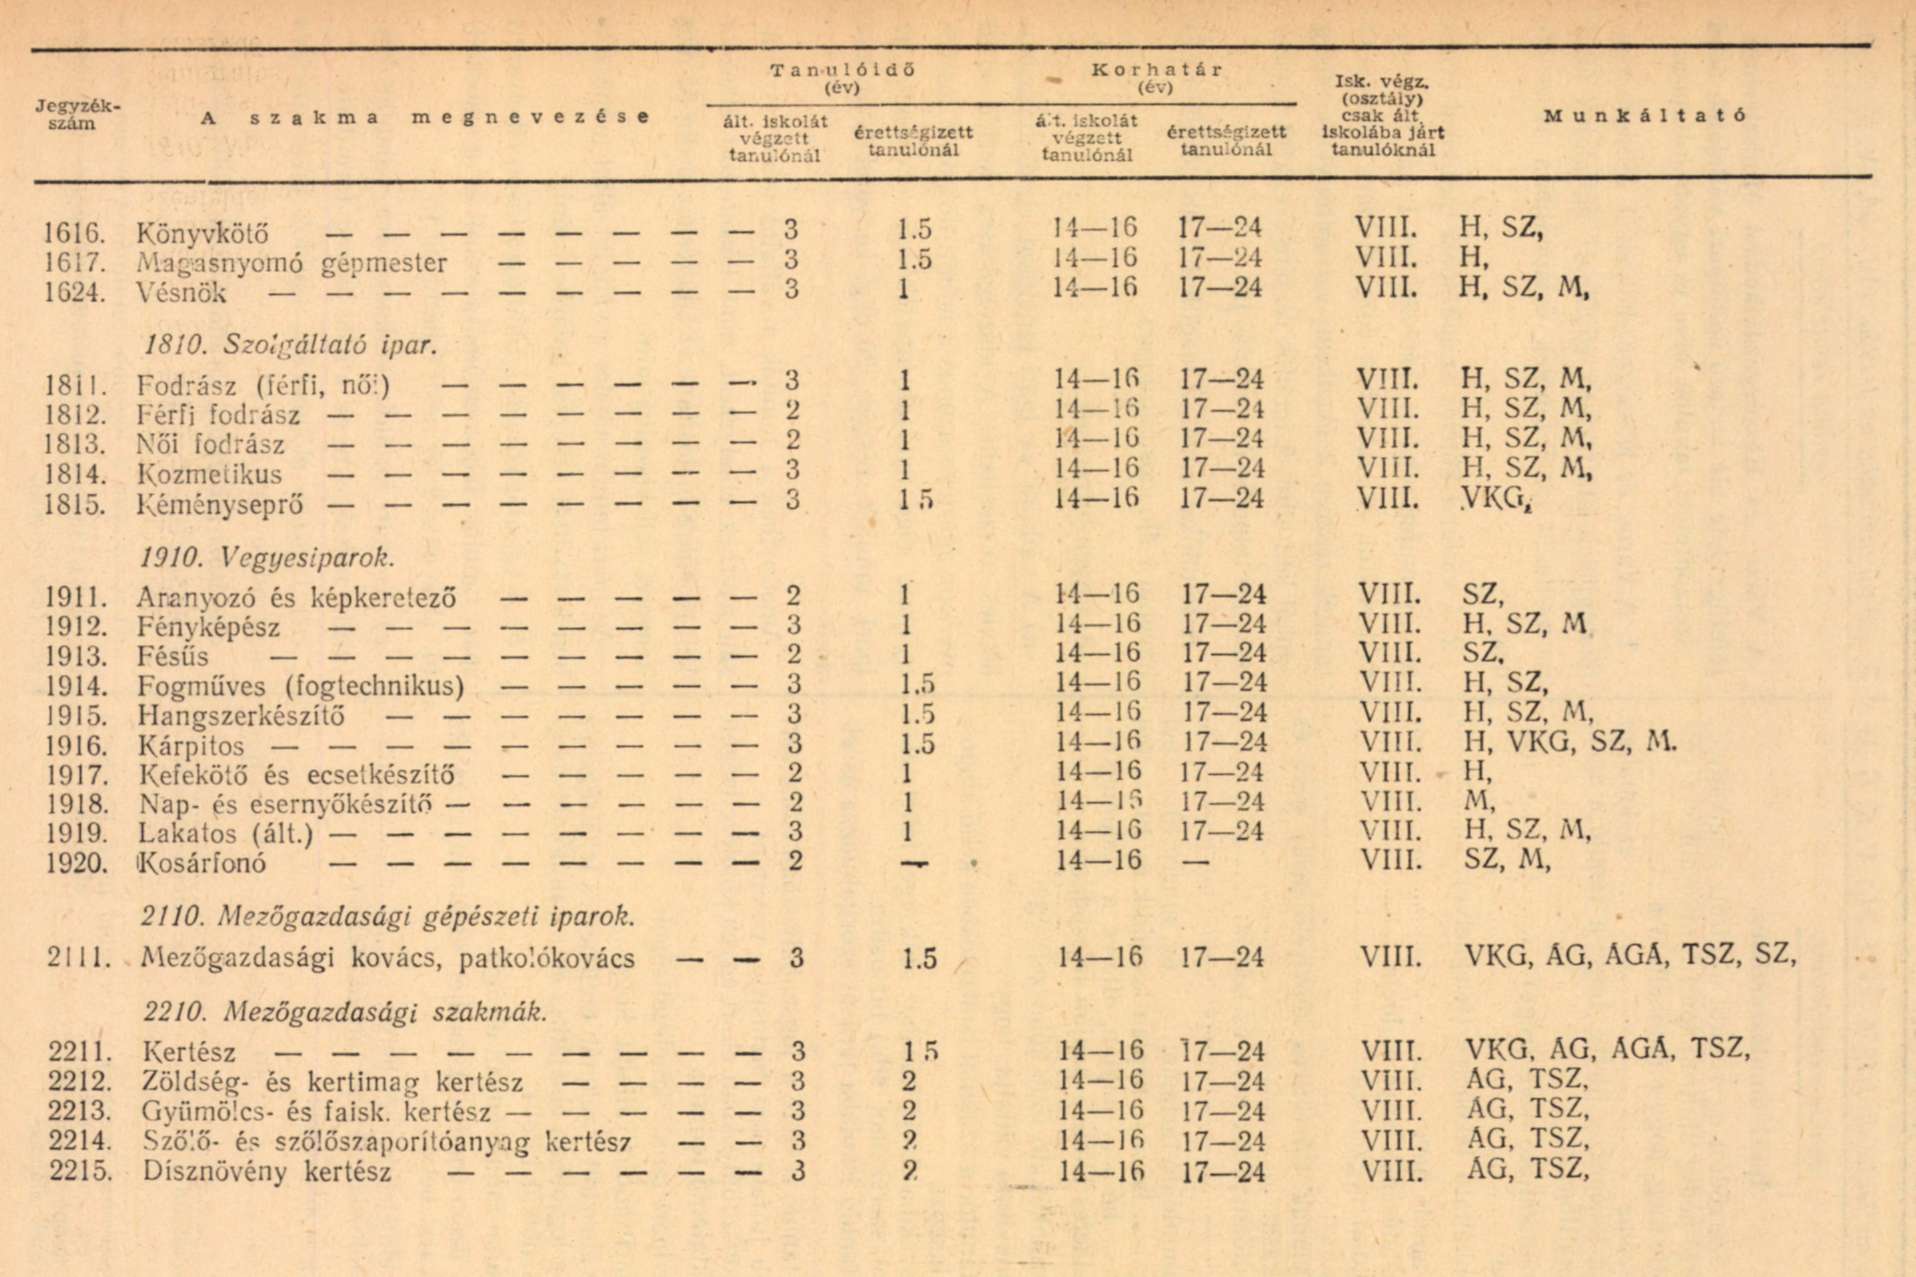 Jegyzék-szám A szakma megnevezése Tanulóidő (év) Korhatár (év) Isk. végz. (osztály) csak ált. iskolába járt tanulóknál Munkáltató
ált. iskolát végzett tanulónál érettségizett tanulónál ált. iskolát végzett tanulónál érettségizett tanulónál
1616. Könyvkötő — — — — — — — — 3 1.5 14—16 17—24 VIII. H, SZ,
1617. Magasnyomó gépmester — — — — — 3 1.5 14—16 17—24 VIII. H,
1624. Vésnök — — — — — — — — — 3 1 14—16 17—24 VIII. H, SZ, M,
1810. Szolgáltató ipar.
1811. Fodrász (férfi, női) — — — — — — 3 1 14—16 17—24 VIII. H, SZ, M,
1812. Férfi fodrász — — — — — — — — 2 1 14—16 17—24 VIII. H, SZ, M,
1813. Női fodrász — — — — — — — — 2 1 14—16 17—24 VIII. H, SZ, M,
1814. Kozmetikus — — — — — — — — 3 1 14—16 17—24 VIII. H, SZ, M,
1815. Kéményseprő — — — — — — — — 3 1 5 14—16 17—24 VIII. VKG,
1910. Vegyesiparok.
1911. Aranyozó és képkeretező — — — — — 2 1 14—16 17—24 VIII. SZ,
1912. Fényképész — — — — — — — — 3 1 14—16 17—24 VIII. H, SZ, M
1913. Fésűs — — — — — — — — — 2 1 14—16 17—24 VIII. SZ,
1914. Fogműves (fogtechnikus) — — — — — 3 1.5 14—16 17—24 VIII. H, SZ,
1915. Hangszerkészítő — — — — — — — 3 1.5 14—16 17—24 VIII. H, SZ, M,
1916. Kárpitos — — — — — — — — — 3 1.5 14—16 17—24 VIII. H, VKG, SZ, M.
1917. Kefekötő és ecsetkészítő — — — — — 2 1 14—16 17—24 VIII. H,
1918. Nap- és esernyőkészítő — — — — — — 2 1 14—16 17—24 VIII. M,
1919. Lakatos (ált.) — — — — — — — — 3 1 14—16 17—24 VIII. H, SZ, M,
1920. Kosárfonó — — — — — — — — 2 — 14—16 — VIII. SZ, M,
2110. Mezőgazdasági gépészeti iparok.
2111. Mezőgazdasági kovács, patkolókovács — — 3 1.5 14—16 17—24 VIII. VKG, ÁG, ÁGA, TSZ, SZ,
2210. Mezőgazdasági szakmák.
2211. Kertész — — — — — — — — — 3 1 5 14—16 17—24 VIII. VKG, ÁG, ÁGÁ, TSZ,
2212. Zöldség- és kertimag kertész — — — — 3 2 14—16 17—24 VIII. ÁG, TSZ,
2213. Gyümölcs- és faisk. kertész — — — — — 3 2 14—16 17—24 VIII. ÁG, TSZ,
2214. Szőlő- és szőlőszaporítóanyag kertész — — 3 2 14—16 17—24 VIII. ÁG, TSZ,
2215. Dísznövény kertész — — — — — — 3 2 14—16 17—24 VIII. ÁG, TSZ,